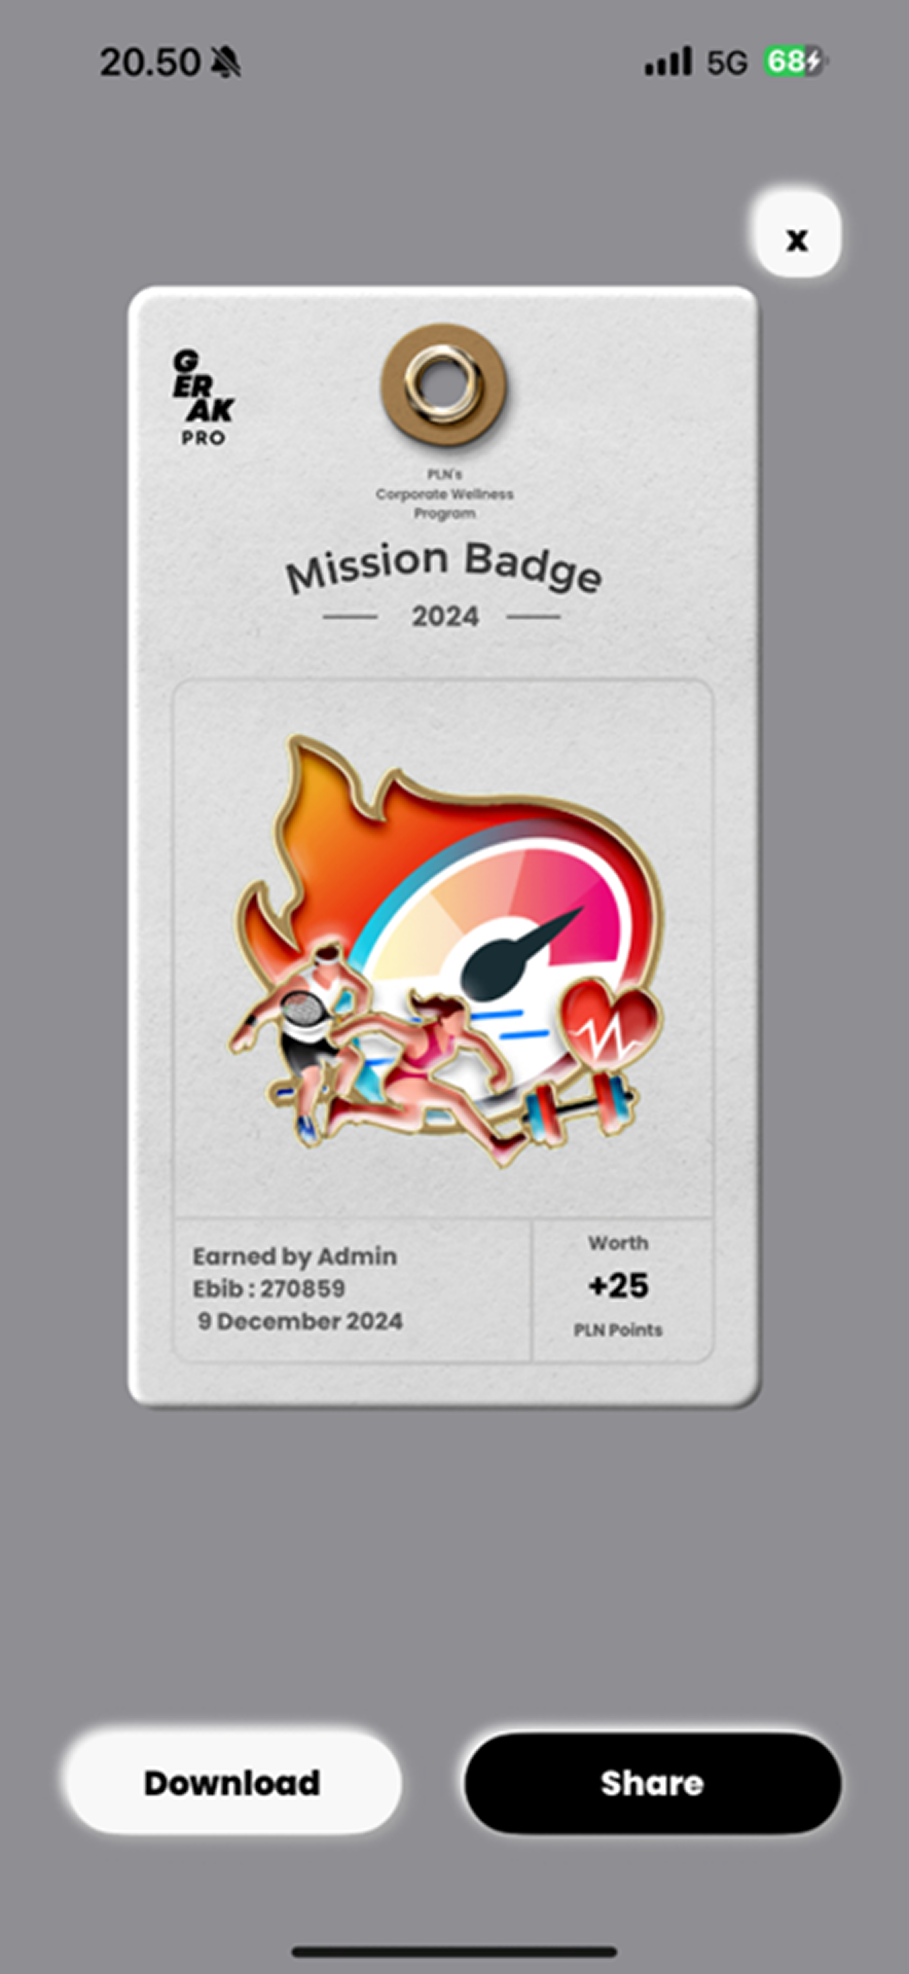 20.50
5G
68
x
G
ER
AK
PRO
PLN's
Corporate Wellness
Program
Mission Badge
2024
Earned by Admin
Ebib : 270859
9 December 2024
Worth
+25
PLN Points
Download
Share